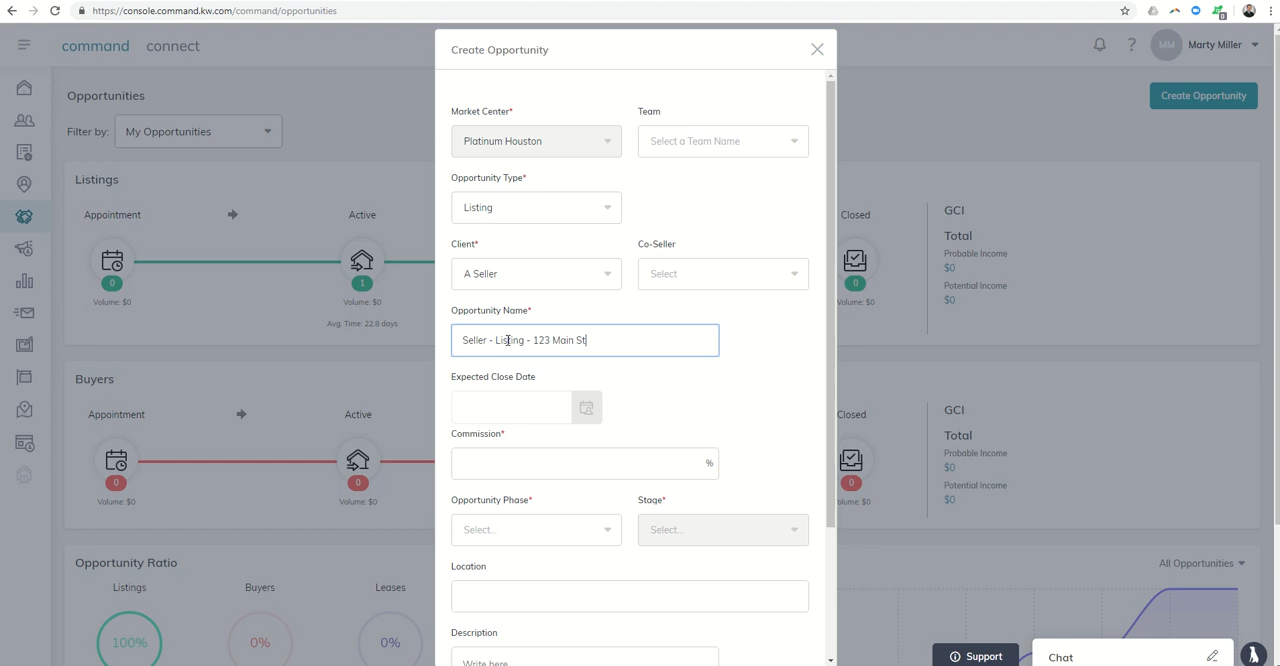 https://console.command.kw.com/command/opportunities
command connect
MM Marty Miller
Opportunities
Create Opportunity
Filter by: My Opportunities
Listings
Appointment
Active
Closed
0
1
0
Volume: $0
Volume: $0
Volume: $0
Avg. Time: 22.8 days
GCI
Total
Probable Income
$0
Potential Income
$0
Buyers
Appointment
Active
Closed
0
0
0
Volume: $0
Volume: $0
olume: $0
GCI
Total
Probable Income
$0
Potential Income
$0
Opportunity Ratio
All Opportunities
Listings
Buyers
Leases
100%
0%
0%
Create Opportunity
Market Center*
Team
Platinum Houston
Select a Team Name
Opportunity Type*
Listing
Client*
Co-Seller
A Seller
Select
Opportunity Name*
Seller - Listing - 123 Main St
Expected Close Date
Commission*
%
Opportunity Phase*
Stage*
Select...
Select...
Location
Description
Write here
Support
Chat